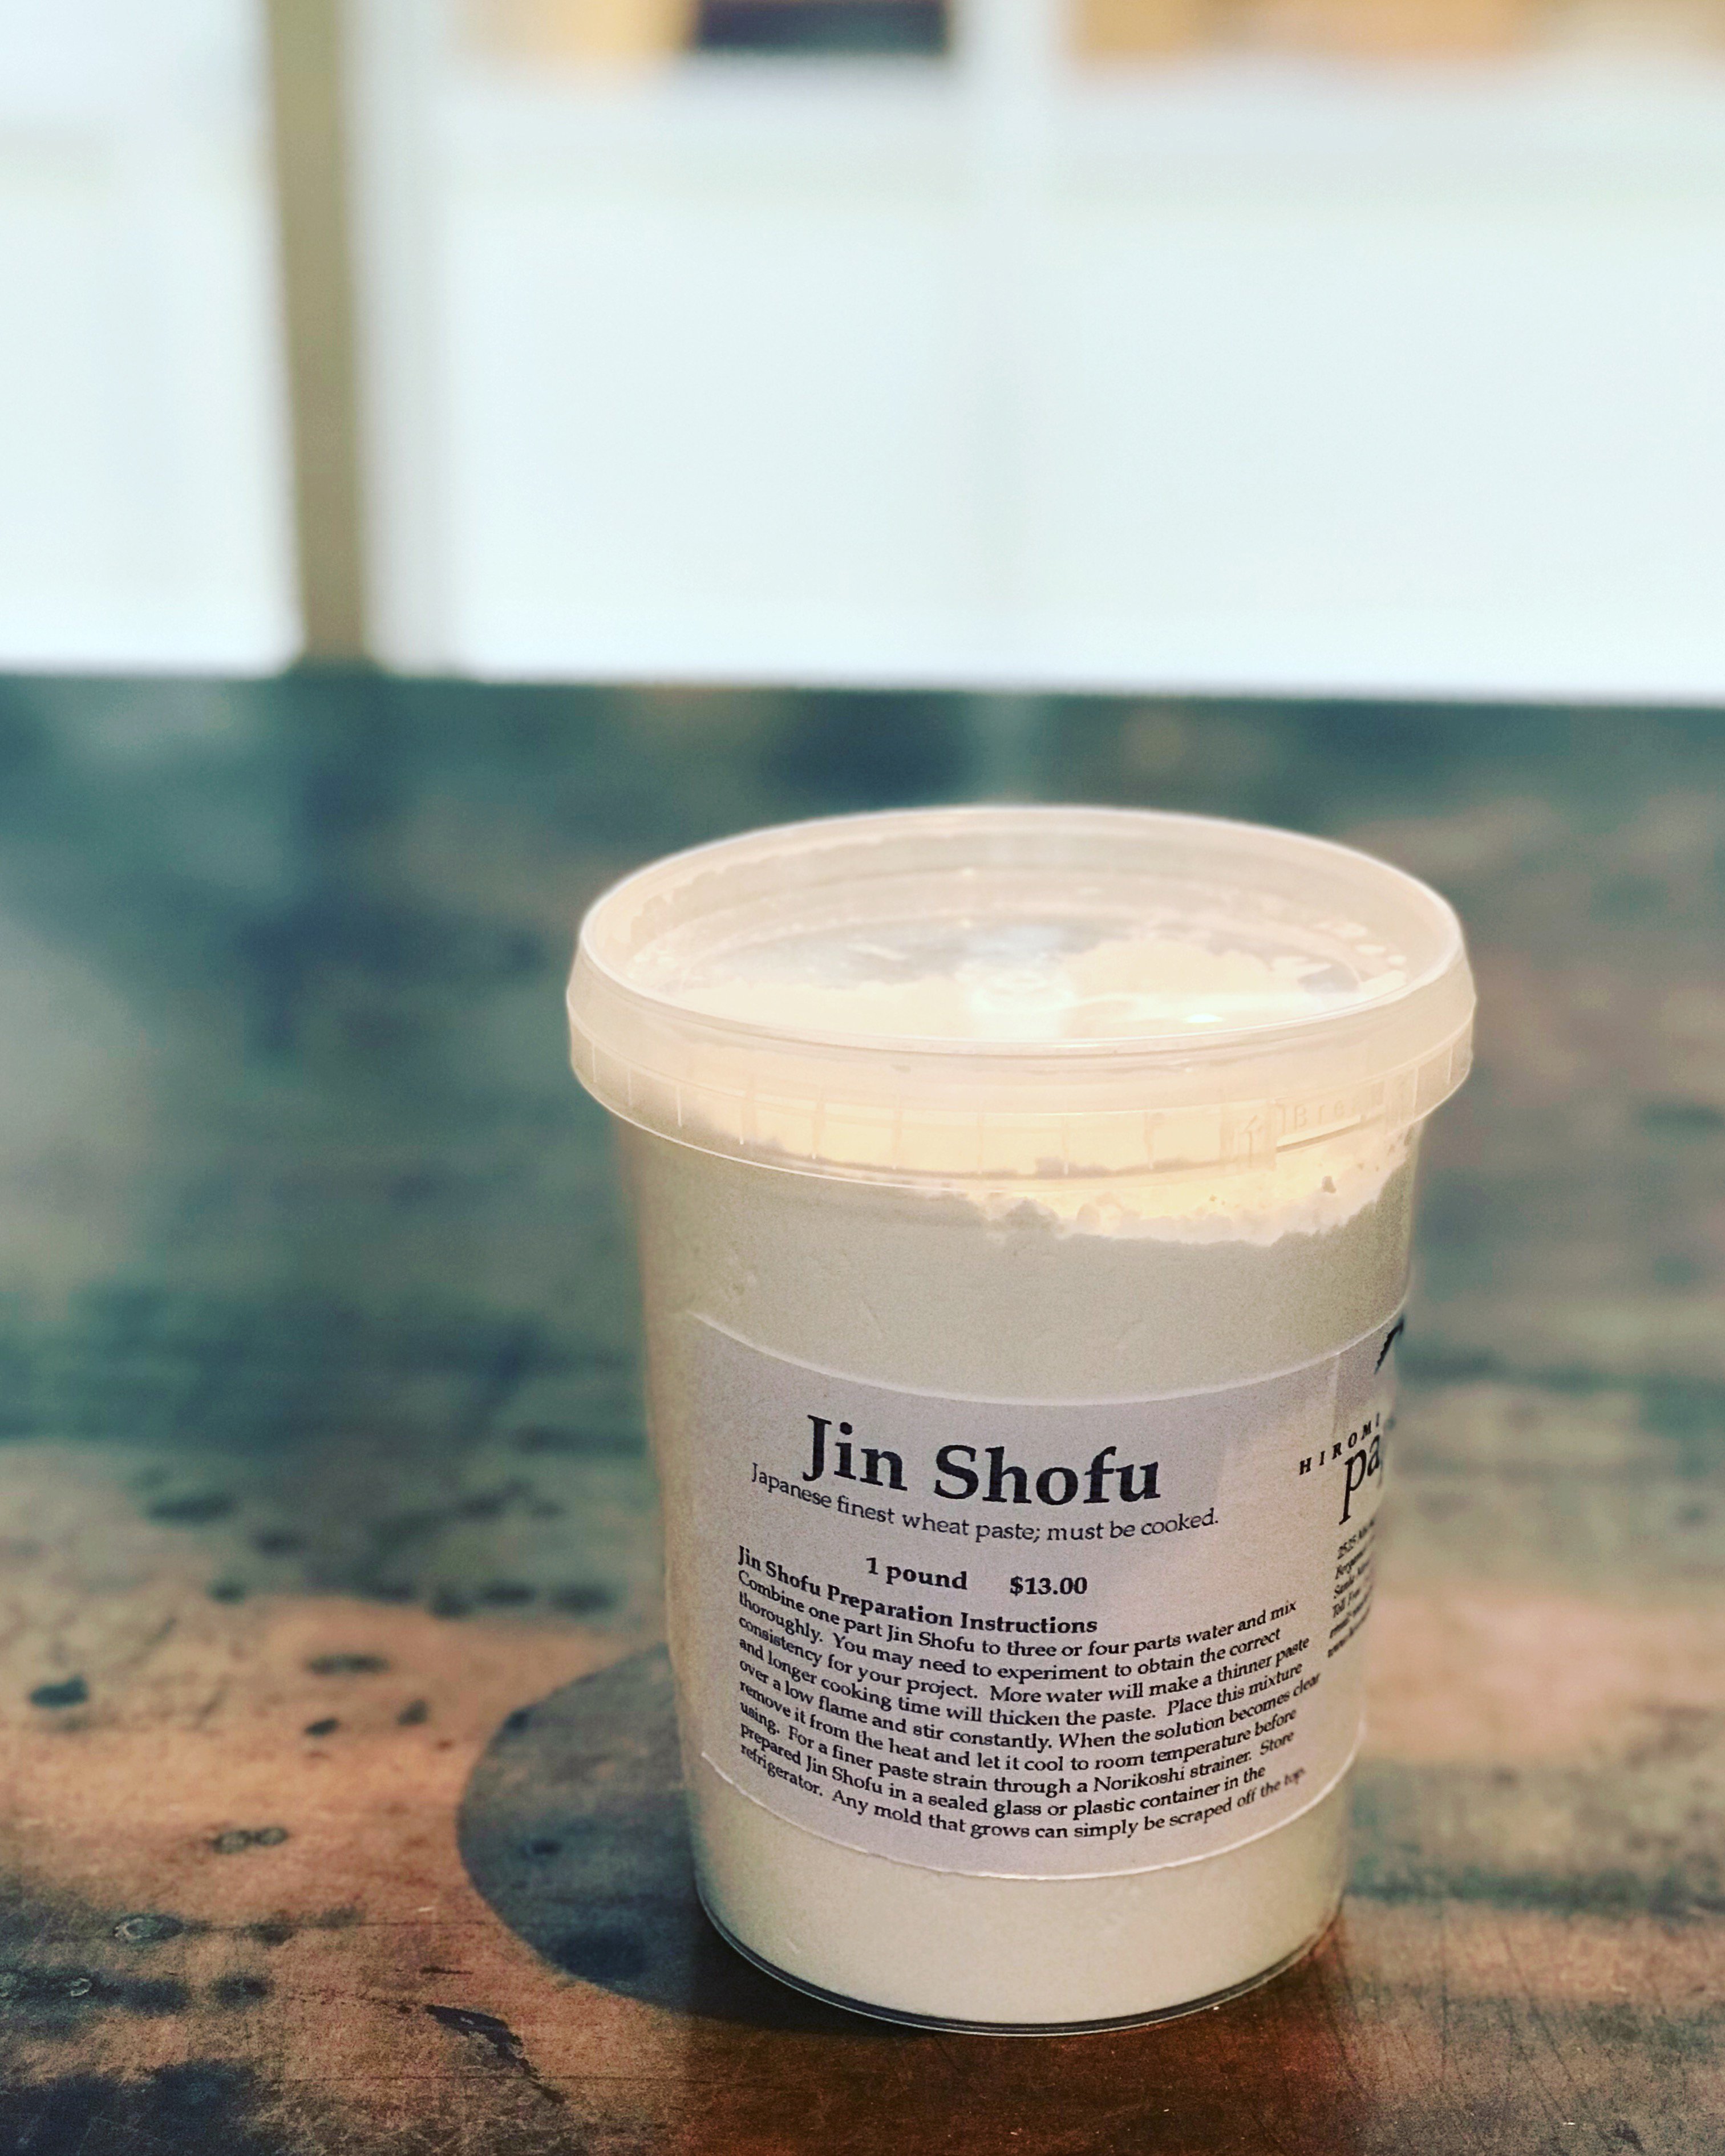 Jin Shofu
Japanese finest wheat paste; must be cooked.
1 pound $13.00
Jin Shofu Preparation Instructions
Combine one part Jin Shofu to three or four parts water and mix
thoroughly. You may need to experiment to obtain the correct
consistency for your project. More water will make a thinner paste
and longer cooking time will thicken the paste. Place this mixture
over a low flame and stir constantly. When the solution becomes clear
remove it from the heat and let it cool to room temperature before
using. For a finer paste strain through a Norikoshi strainer. Store
prepared Jin Shofu in a sealed glass or plastic container in the
refrigerator. Any mold that grows can simply be scraped off the top.
HIROMI